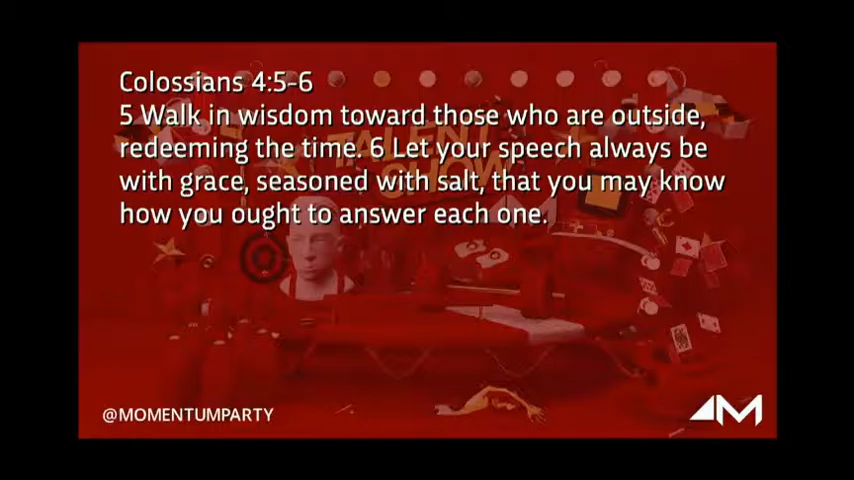 Colossians 4:5-6
5 Walk in wisdom toward those who are outside,
redeeming the time. 6 Let your speech always be
with grace, seasoned with salt, that you may know
how you ought to answer each one.
TALENT
SHOW
@MOMENTUMPARTY